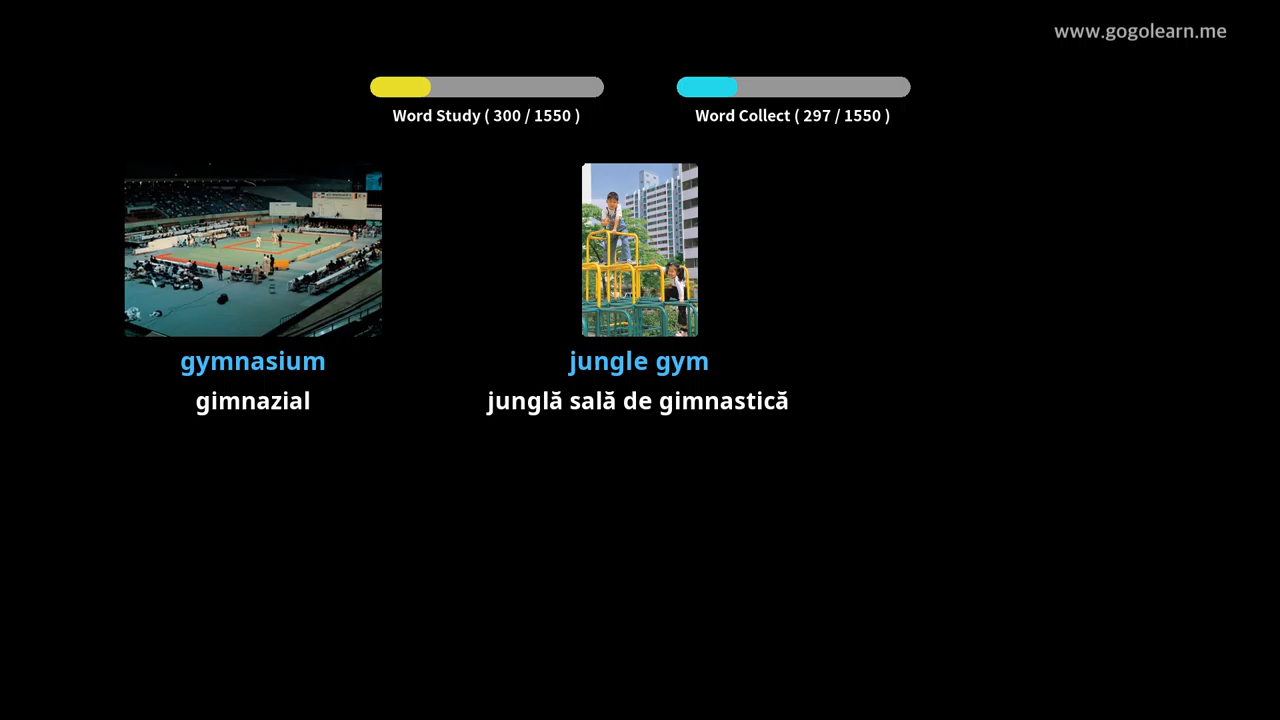 www.gogolearn.me
Word Study ( 300 / 1550 )
Word Collect ( 297 / 1550 )
gymnasium
jungle gym
gimnazial
junglă sală de gimnastică